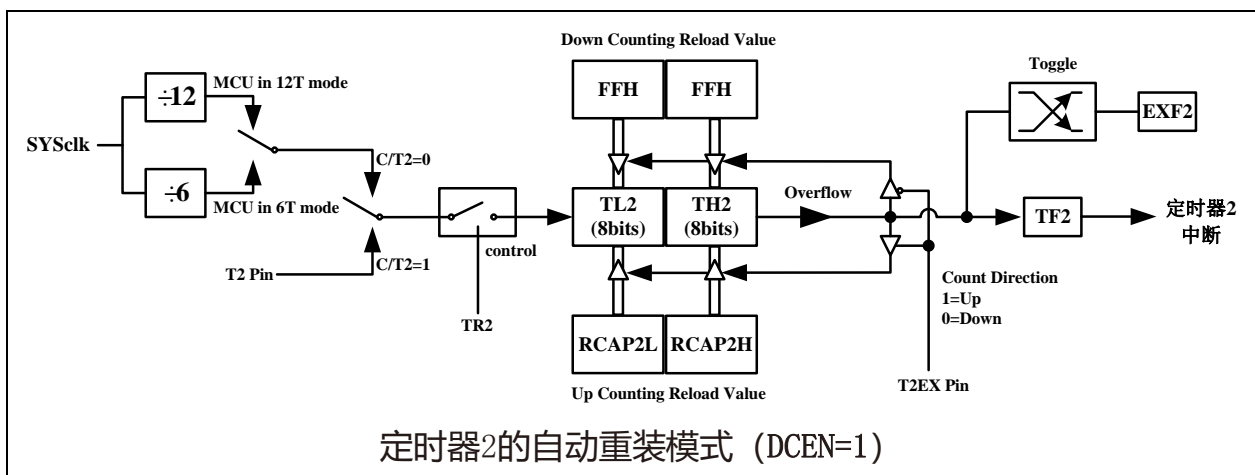 Down Counting Reload Value
Toggle
÷12
MCU in 12T mode
FFH
FFH
EXF2
SYSclk
C/T2=0
÷6
MCU in 6T mode
TL2
(8bits)
TH2
(8bits)
Overflow
TF2
定时器2
中断
control
T2 Pin
C/T2=1
Count Direction
1=Up
0=Down
TR2
RCAP2L
RCAP2H
T2EX Pin
Up Counting Reload Value
定时器2的自动重装模式 (DCEN=1)